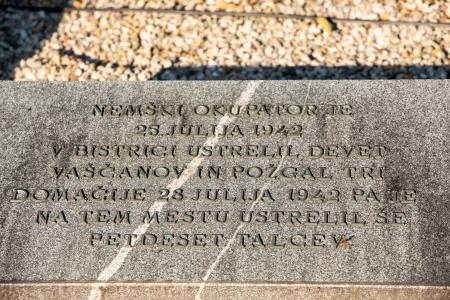 NEMŠKI OKUPATOR JE
25 JULIJA 1942
V BISTRICI USTRELIL DEVET
VAŠČANOV IN POŽGAL TRI
DOMAČIJE 28 JULIJA 1942 PA JE
NA TEM MESTU USTRELIL ŠE
PETDESET TALCEV